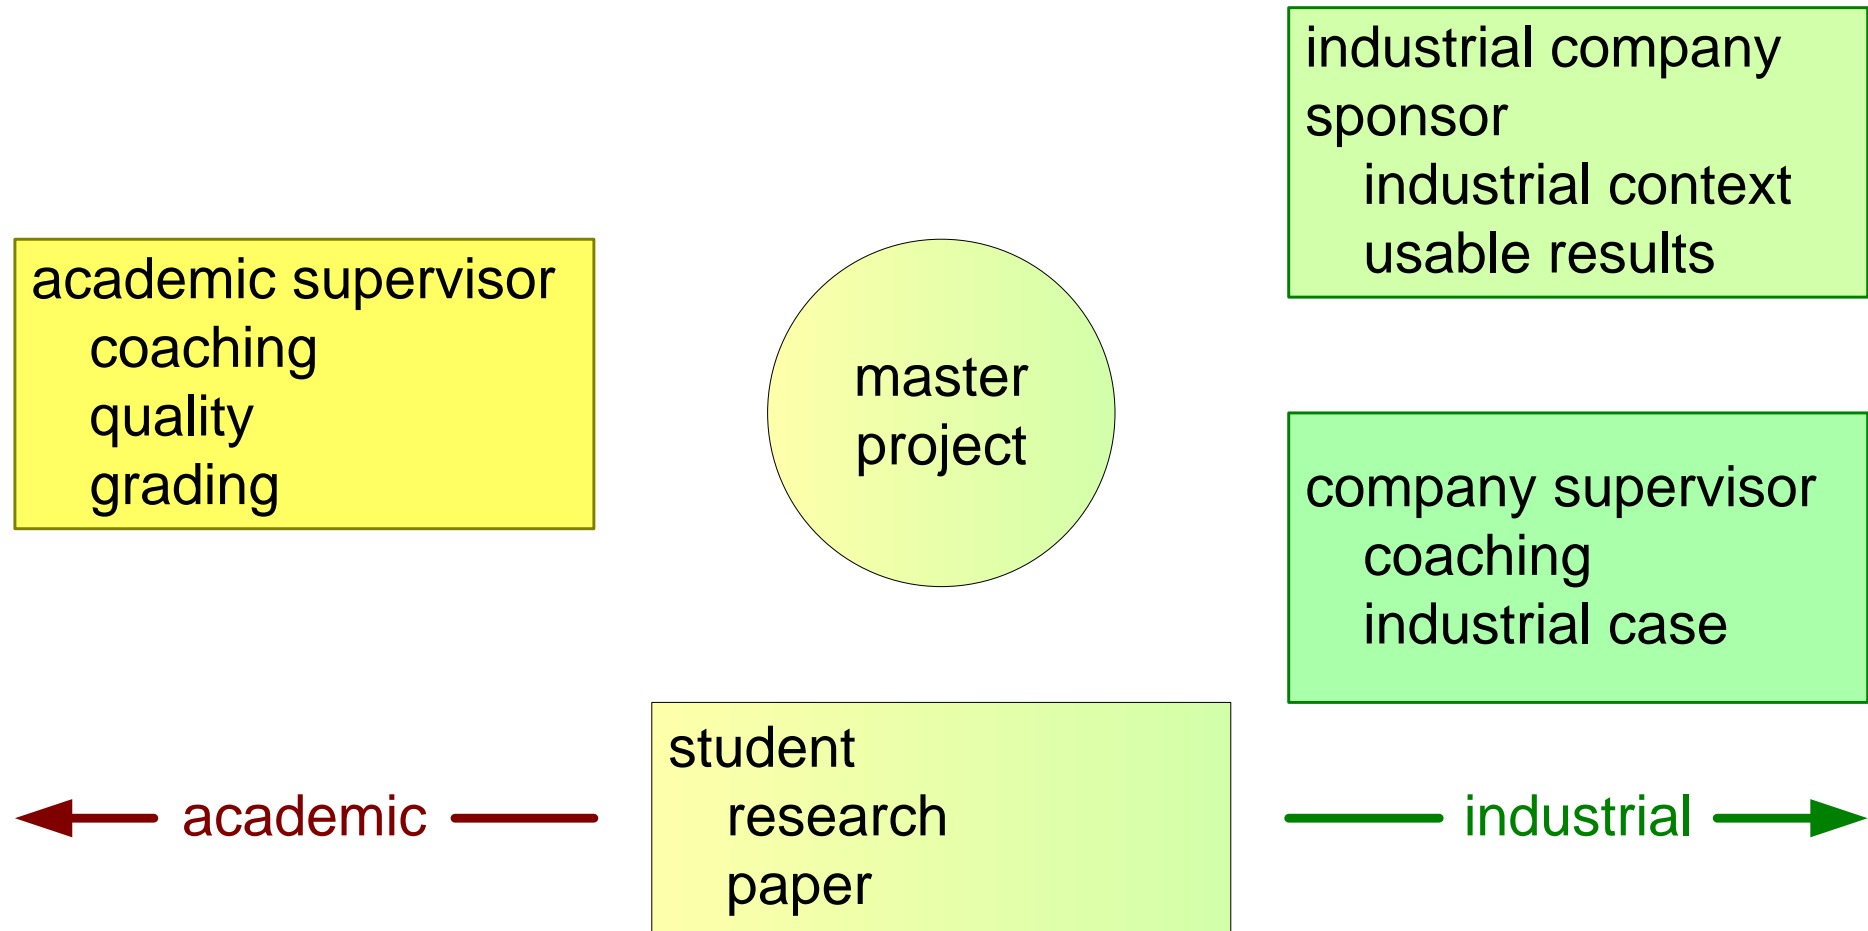 industrial company
sponsor
industrial context
usable results
academic supervisor
coaching
quality
grading
master
project
company supervisor
coaching
industrial case
student
research
paper
academic
industrial